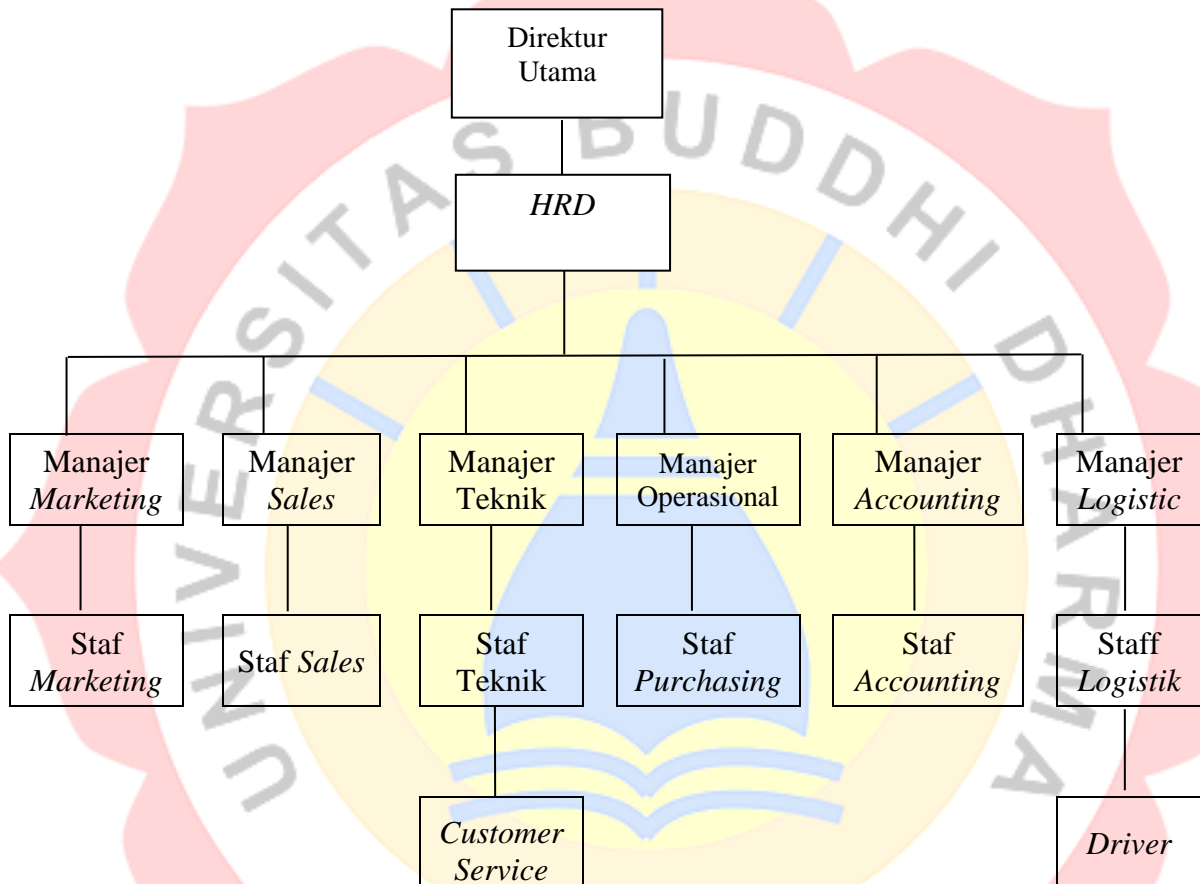 UNIVERSITAS BUDDHI DHARMA
Direktur
Utama
HRD
Manajer
Marketing
Manajer
Sales
Manajer
Teknik
Manajer
Operasional
Manajer
Accounting
Manajer
Logistic
Staf
Marketing
Staf Sales
Staf
Teknik
Staf
Purchasing
Staf
Accounting
Staff
Logistik
Customer
Service
Driver